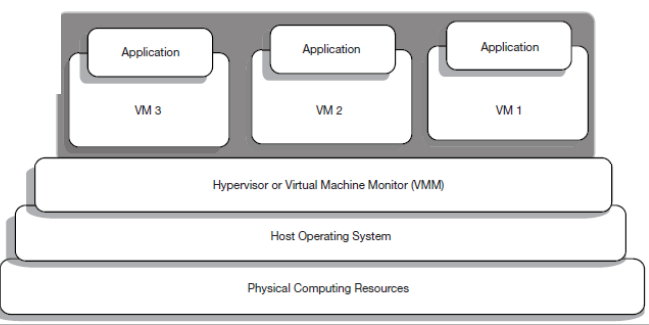 Application
Application
Application
VM 3
VM 2
VM 1
Hypervisor or Virtual Machine Monitor (VMM)
Host Operating System
Physical Computing Resources